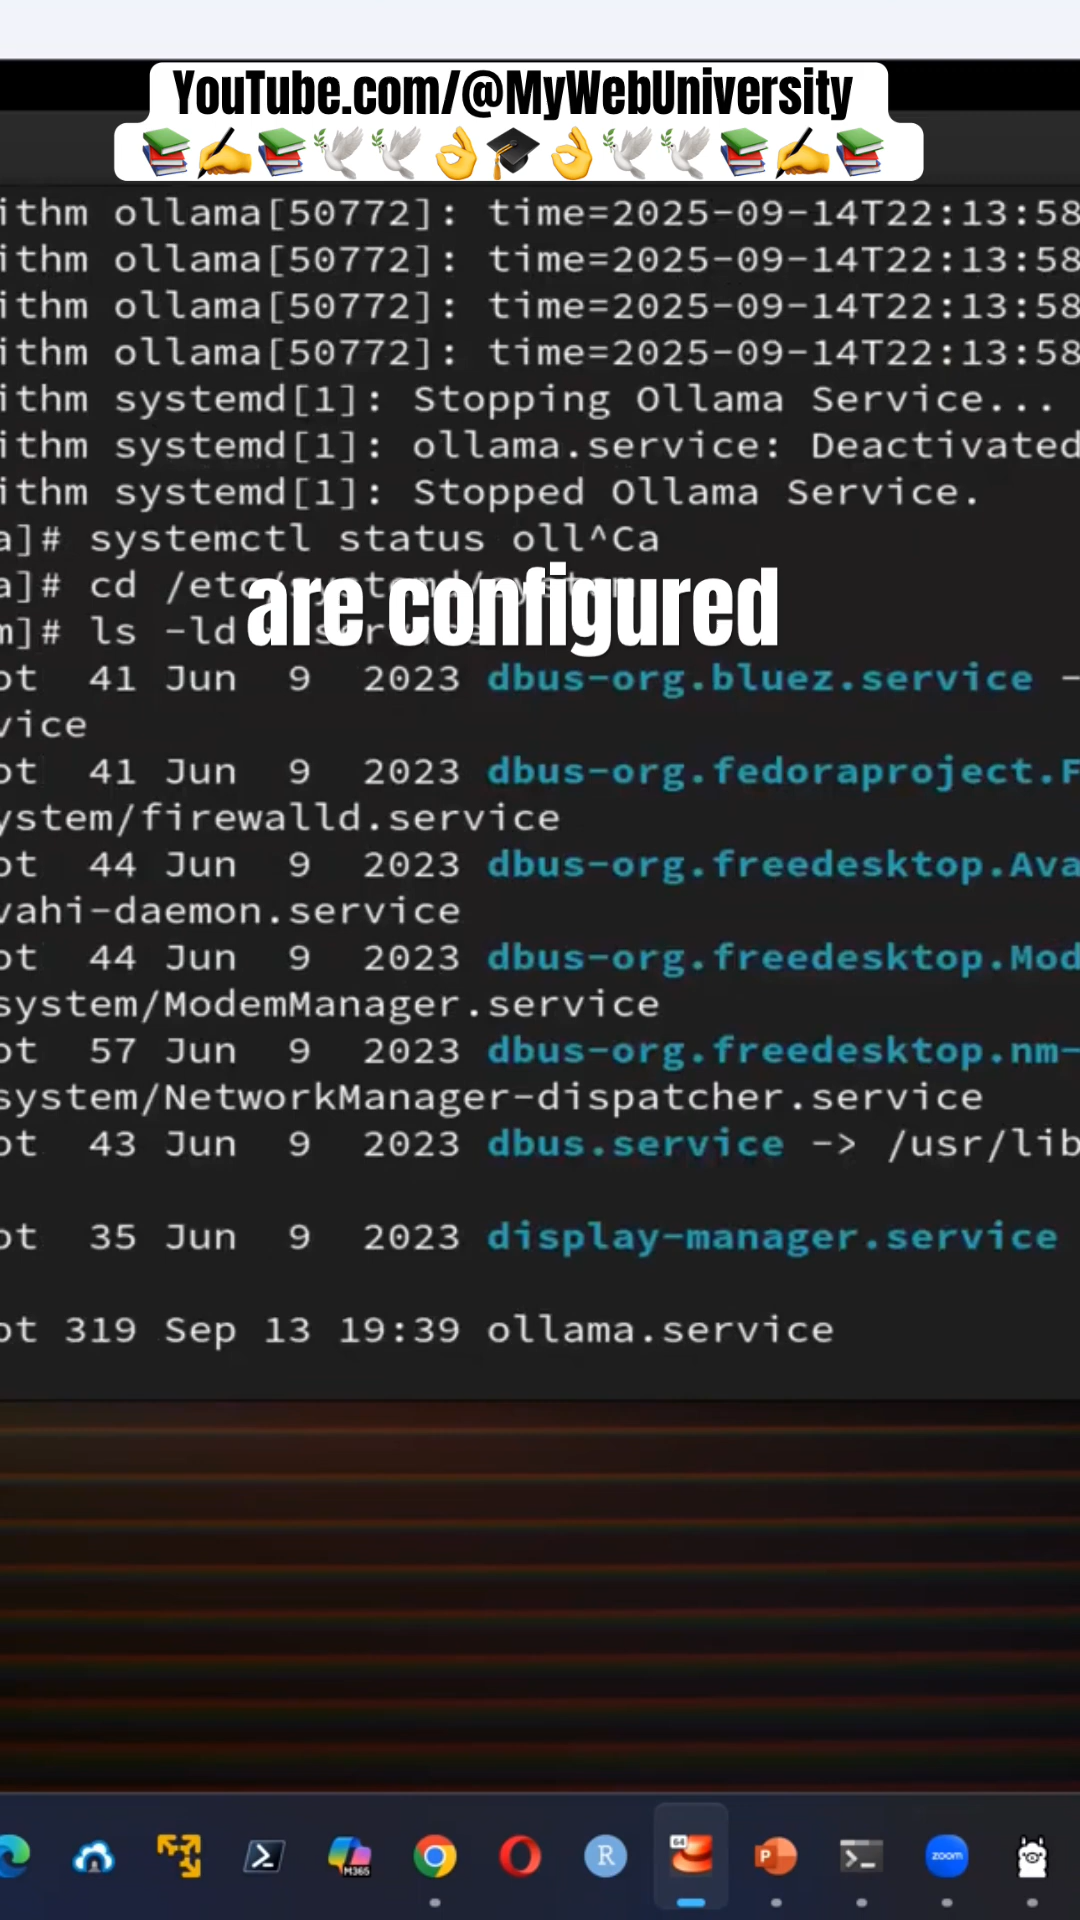 YouTube.com/@MyWebUniversity
ithm ollama[50772]: time=2025-09-14T22:13:58
ithm ollama[50772]: time=2025-09-14T22:13:58
ithm ollama[50772]: time=2025-09-14T22:13:58
ithm ollama[50772]: time=2025-09-14T22:13:58
ithm systemd[1]: Stopping Ollama Service...
ithm systemd[1]: ollama.service: Deactivated
ithm systemd[1]: Stopped Ollama Service.
a]# systemctl status oll^Ca
a]# cd /etc/systemd/system
are configured
m]# ls -ld
ot 41 Jun 9 2023 dbus-org.bluez.service -
vice
ot 41 Jun 9 2023 dbus-org.fedoraproject.F
ystem/firewalld.service
ot 44 Jun 9 2023 dbus-org.freedesktop.Ava
vahi-daemon.service
ot 44 Jun 9 2023 dbus-org.freedesktop.Mod
system/ModemManager.service
ot 57 Jun 9 2023 dbus-org.freedesktop.nm-
system/NetworkManager-dispatcher.service
ot 43 Jun 9 2023 dbus.service -> /usr/lib
ot 35 Jun 9 2023 display-manager.service
ot 319 Sep 13 19:39 ollama.service
M365
R
64
P
zoom